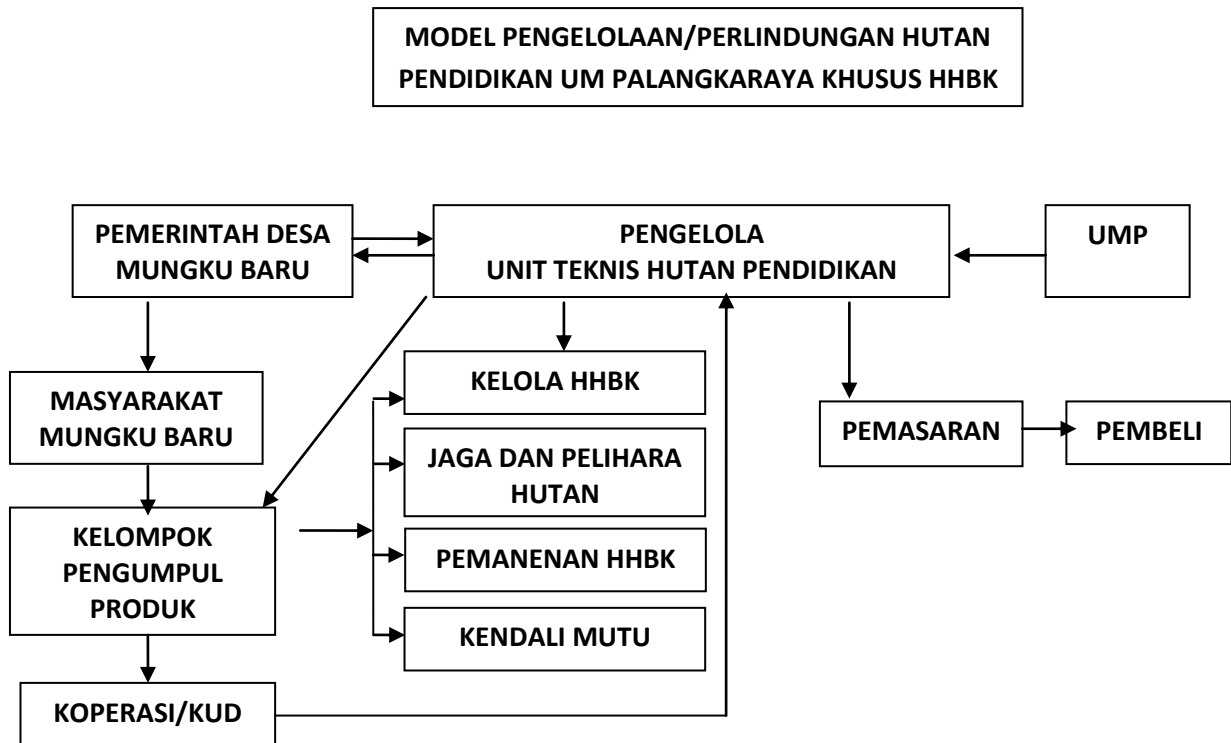 MODEL PENGELOLAAN/PERLINDUNGAN HUTAN
PENDIDIKAN UM PALANGKARAYA KHUSUS HHBK
PEMERINTAH DESA
MUNGKU BARU
PENGELOLA
UNIT TEKNIS HUTAN PENDIDIKAN
UMP
MASYARAKAT
MUNGKU BARU
KELOLA HHBK
PEMASARAN
PEMBELI
JAGA DAN PELIHARA
HUTAN
KELOMPOK
PENGUMPUL
PRODUK
PEMANENAN HHBK
KENDALI MUTU
KOPERASI/KUD